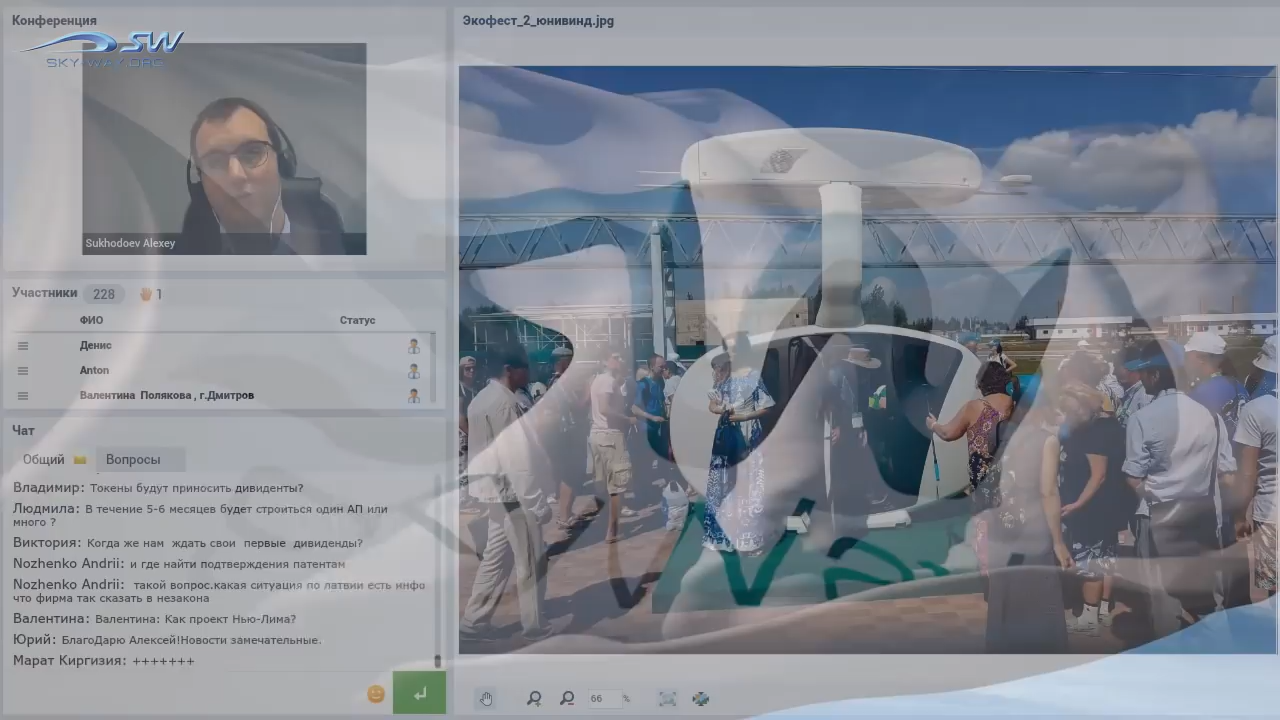 Конференция
SW
SKY-WAY.ORG
Sukhodoev Alexey
Участники 228 1
ФИО Статус
Денис
Anton
Валентина Полякова , г.Дмитров
Чат
Общий Вопросы
Владимир: Токены будут приносить дивиденты?
Людмила: В течение 5-6 месяцев будет строиться один АП или
много ?
Виктория: Когда же нам ждать свои первые дивиденды?
Nozhenko Andrii: и где найти подтверждения патентам
Nozhenko Andrii: такой вопрос.какая ситуация по латвии есть ннфо
что фирма так сказать в незакона
Валентина: Валентина: Как проект Нью-Лима?
Юрий: БлагоДарю Алексей!Новости замечательные.
Марат Киргизия: +++++++
Экофест_2_юнивинд.jpg
66 %